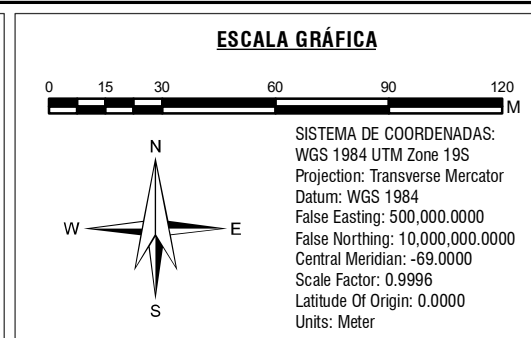 ESCALA GRÁFICA
0 15 30 60 90 120
M
N
W E
S
SISTEMA DE COORDENADAS:
WGS 1984 UTM Zone 19S
Projection: Transverse Mercator
Datum: WGS 1984
False Easting: 500,000.0000
False Northing: 10,000,000.0000
Central Meridian: -69.0000
Scale Factor: 0.9996
Latitude Of Origin: 0.0000
Units: Meter